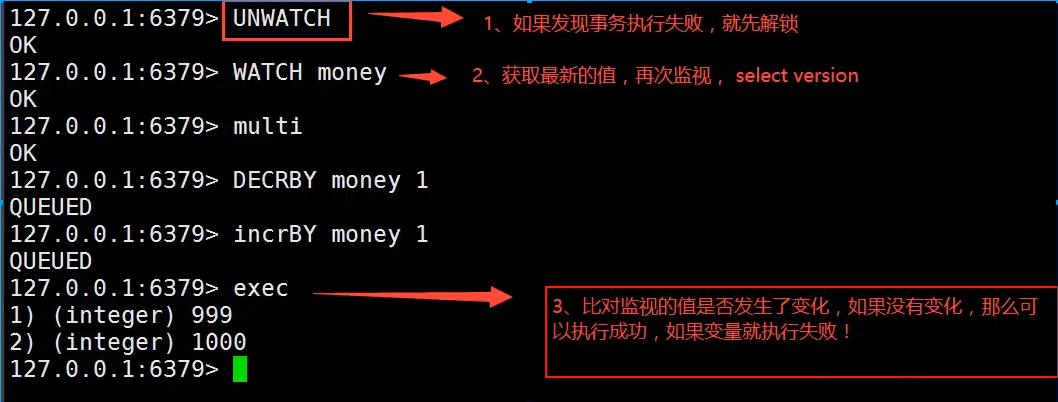 127.0.0.1:6379> UNWATCH
1、如果发现事务执行失败，就先解锁
OK
127.0.0.1:6379> WATCH money
2、获取最新的值，再次监视， select version
OK
127.0.0.1:6379> multi
OK
127.0.0.1:6379> DECRBY money 1
QUEUED
127.0.0.1:6379> incrBY money 1
QUEUED
127.0.0.1:6379> exec
3、比对监视的值是否发生了变化，如果没有变化，那么可
以执行成功，如果变量就执行失败！
1) (integer) 999
2) (integer) 1000
127.0.0.1:6379>